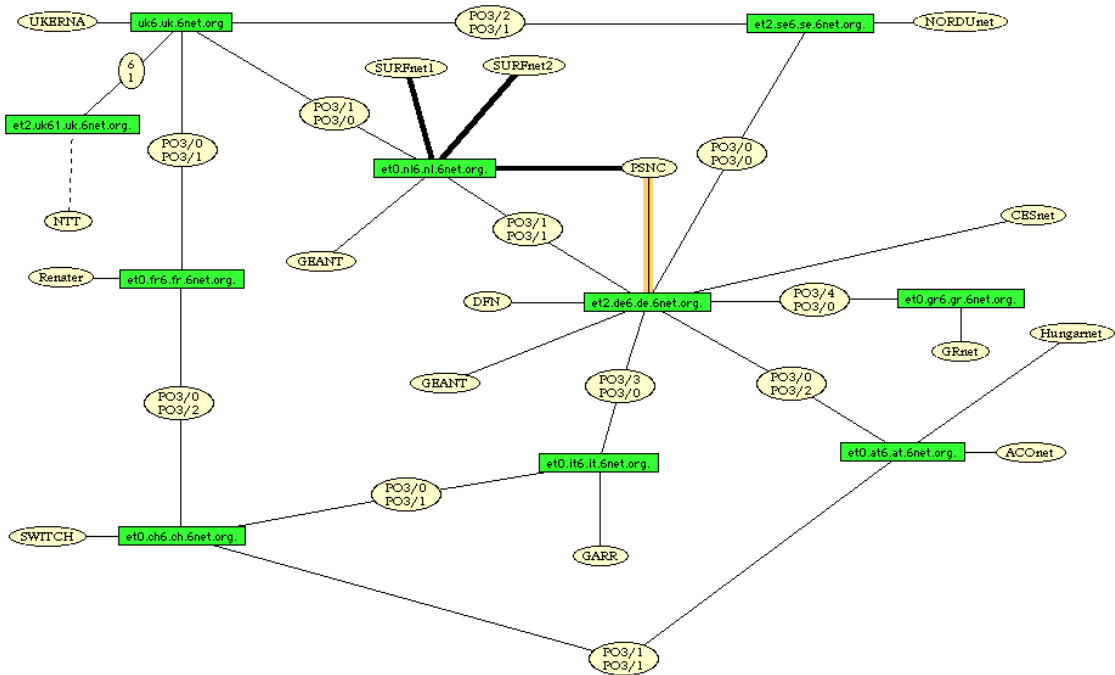 UKERNA
uk6.uk.6net.org
PO3/2
PO3/1
et2.se6.se.6net.org.
NORDUnet
6
1
SURFnet1
SURFnet2
PO3/1
PO3/0
et2.uk61.uk.6net.org.
PO3/0
PO3/1
PO3/0
PO3/0
et0.nl6.nl.6net.org.
PSNC
NTT
CESnet
PO3/1
PO3/1
GEANT
Renater
et0.fr6.fr.6net.org.
DFN
et2.de6.de.6net.org.
PO3/4
PO3/0
et0.gr6.gr.6net.org.
Hungarnet
GRnet
GEANT
PO3/3
PO3/0
PO3/0
PO3/2
PO3/0
PO3/2
et0.it6.it.6net.org.
et0.at6.at.6net.org.
ACOnet
PO3/0
PO3/1
SWITCH
et0.ch6.ch.6net.org.
GARR
PO3/1
PO3/1